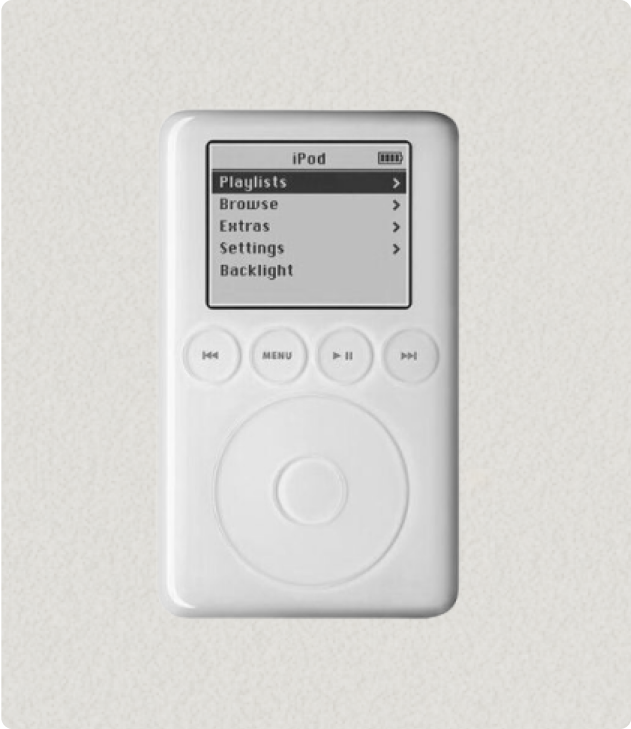 iPod
Playlists
Browse
Extras
Settings
Backlight
MENU